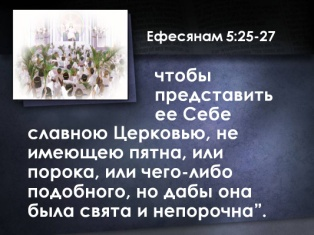 Ефесянам 5:25-27
чтобы
представить
ее Себе
славною Церковью, не
имеющею пятна, или
порока, или чего-либо
подобного, но дабы она
была свята и непорочна”.